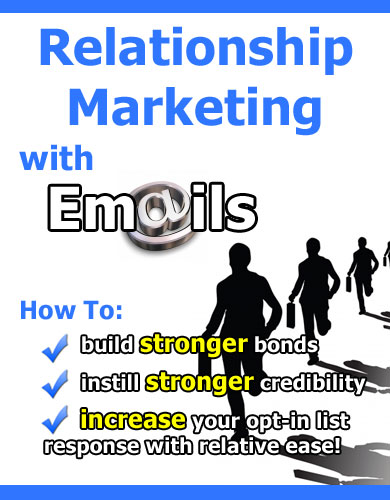 Relationship
Marketing
with
Em@ils
How To:
build stronger bonds
instill stronger credibility
increase your opt-in list
response with relative ease!